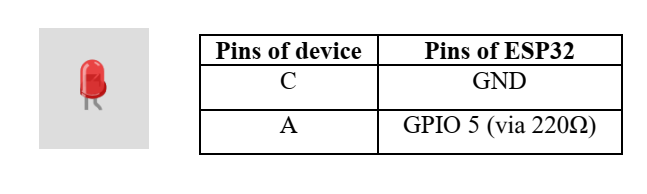 Pins of device Pins of ESP32
C GND
A GPIO 5 (via 220Ω)